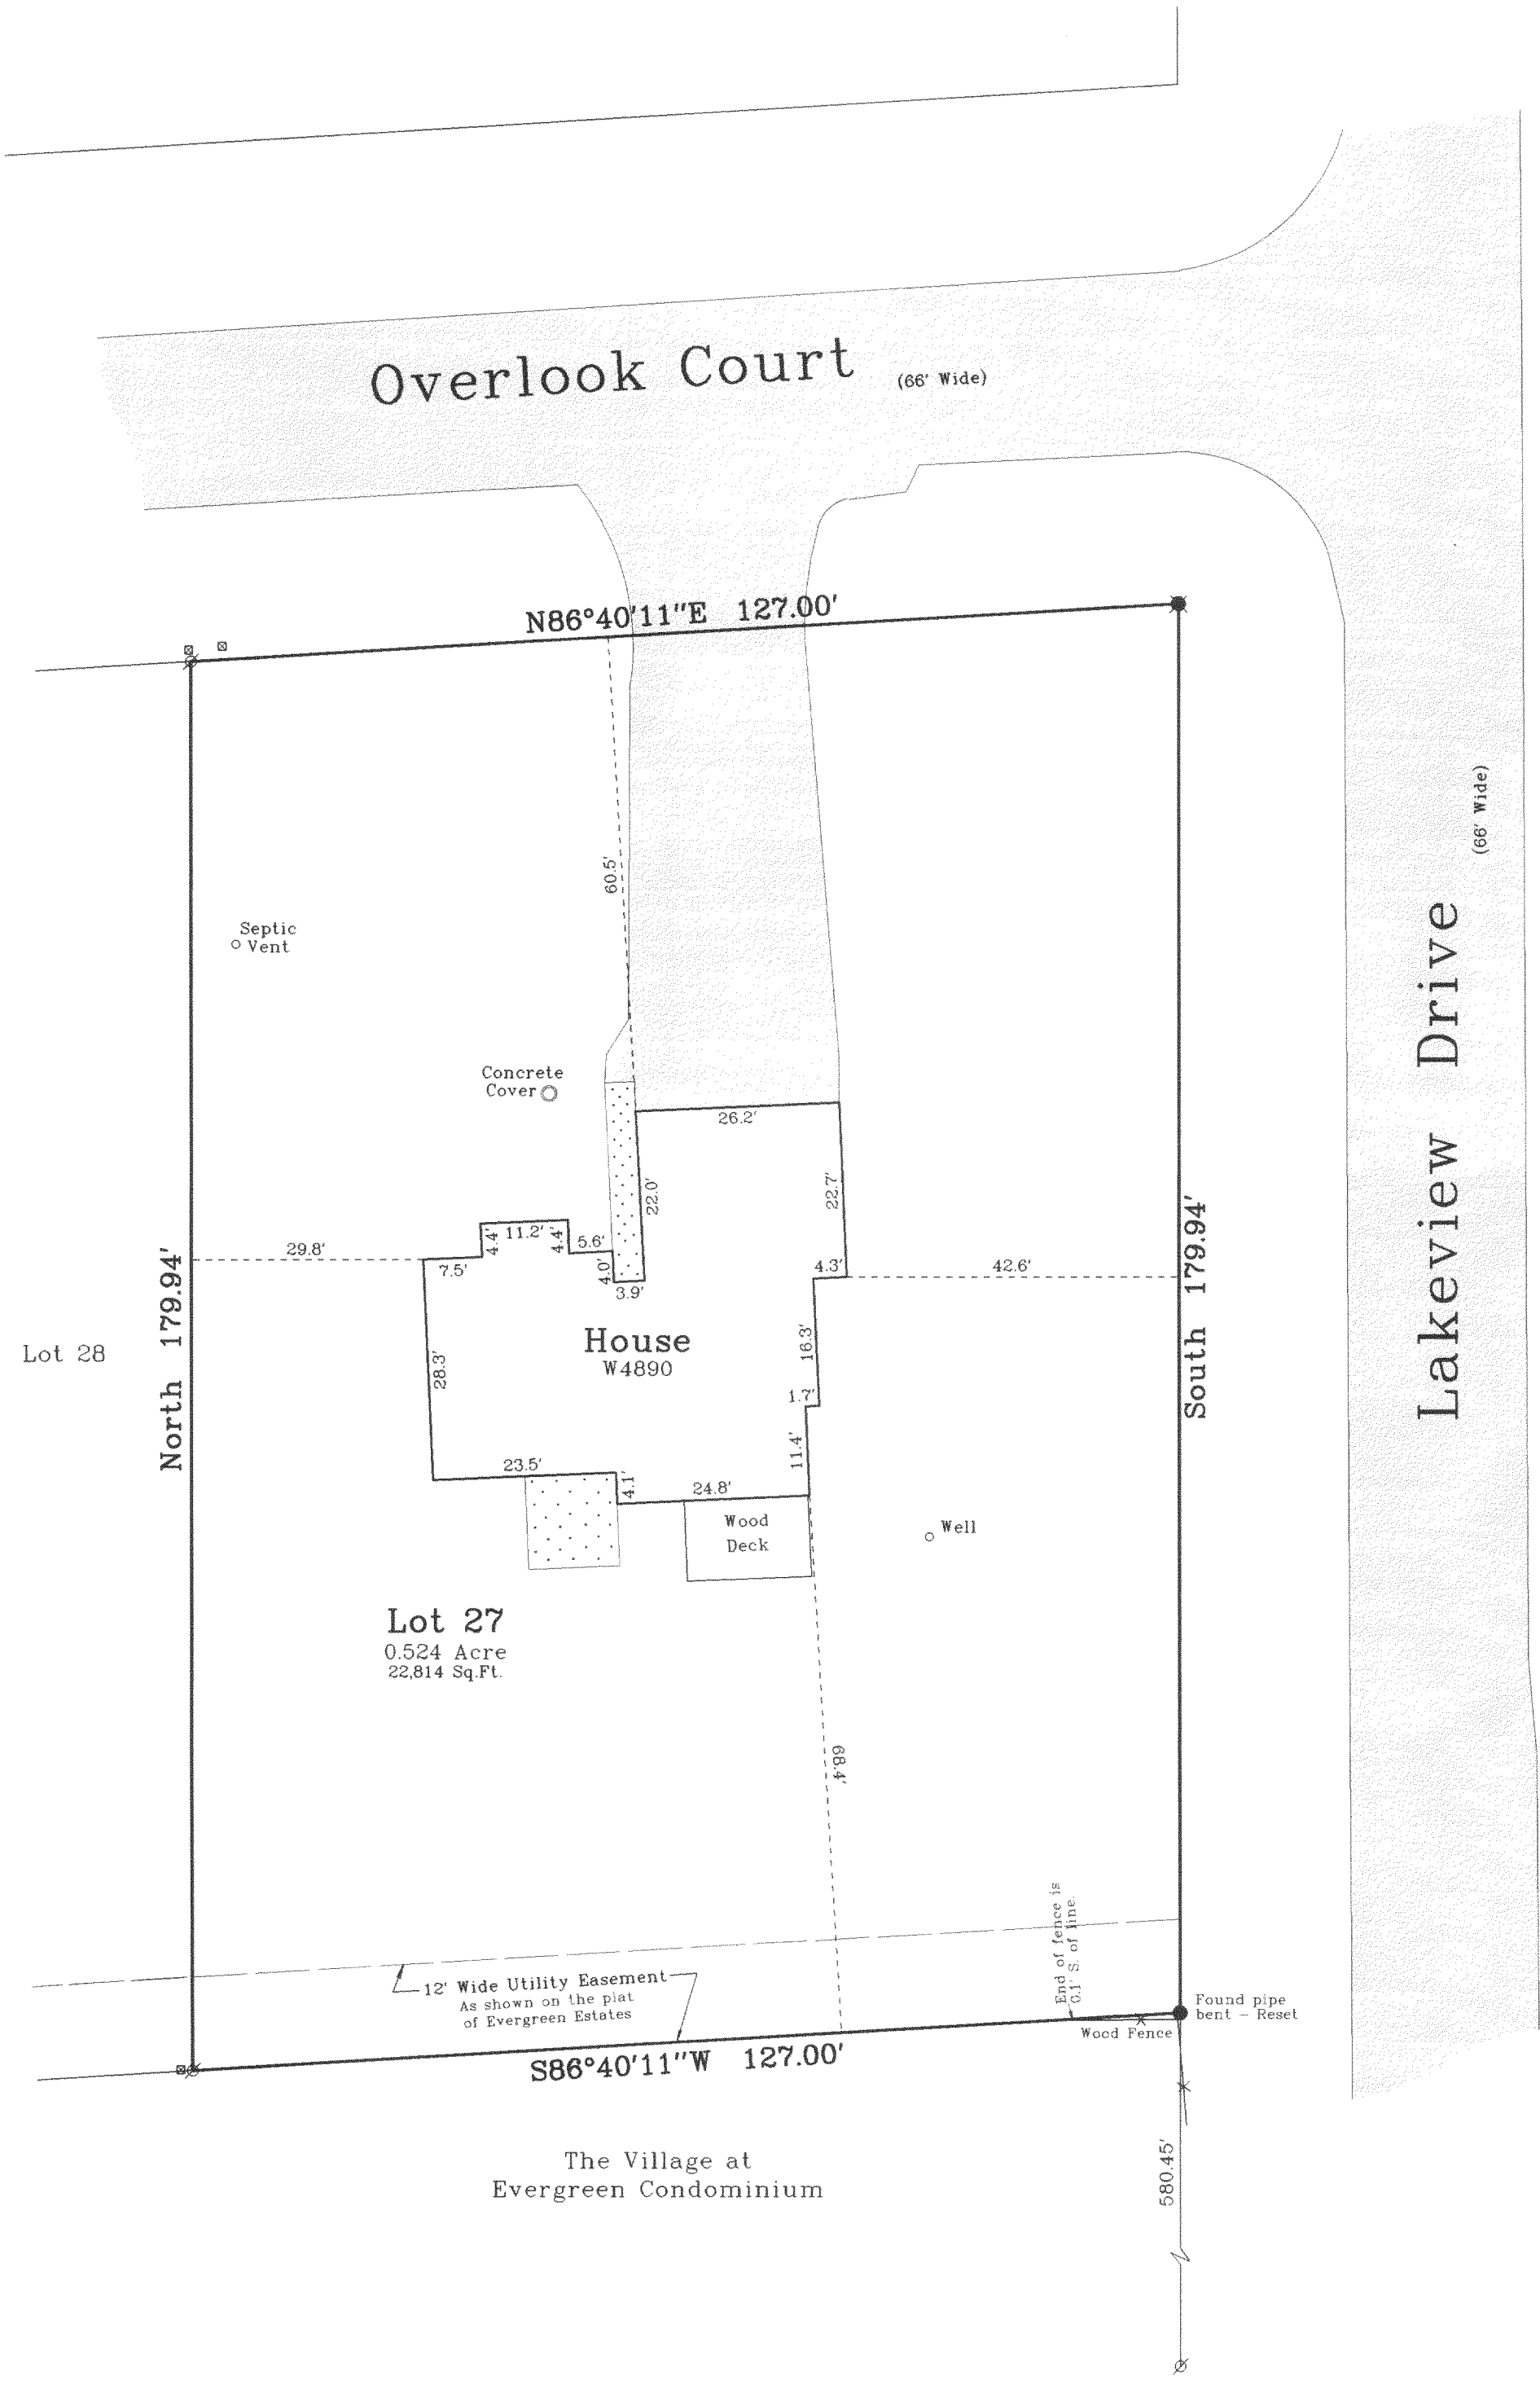 Overlook Court (66' Wide)
N86°40'11"E 127.00'
(66' Wide)
Lakeview Drive
60.5'
Septic
Vent
Concrete
Cover
26.2'
22.0'
22.7'
4.4'
11.2'
4.4'
5.6'
29.8'
7.5'
4.0'
3.9'
4.3'
42.6'
North 179.94'
South 179.94'
Lot 28
House
W4890
28.3'
16.3'
1.7'
11.4'
23.5'
4.1'
24.8'
Wood
Deck
Well
Lot 27
0.524 Acre
22,814 Sq.Ft.
68.4'
End of fence is
0.1' S. of line.
12' Wide Utility Easement
As shown on the plat
of Evergreen Estates
Found pipe
bent - Reset
Wood Fence
S86°40'11"W 127.00'
The Village at
Evergreen Condominium
580.45'